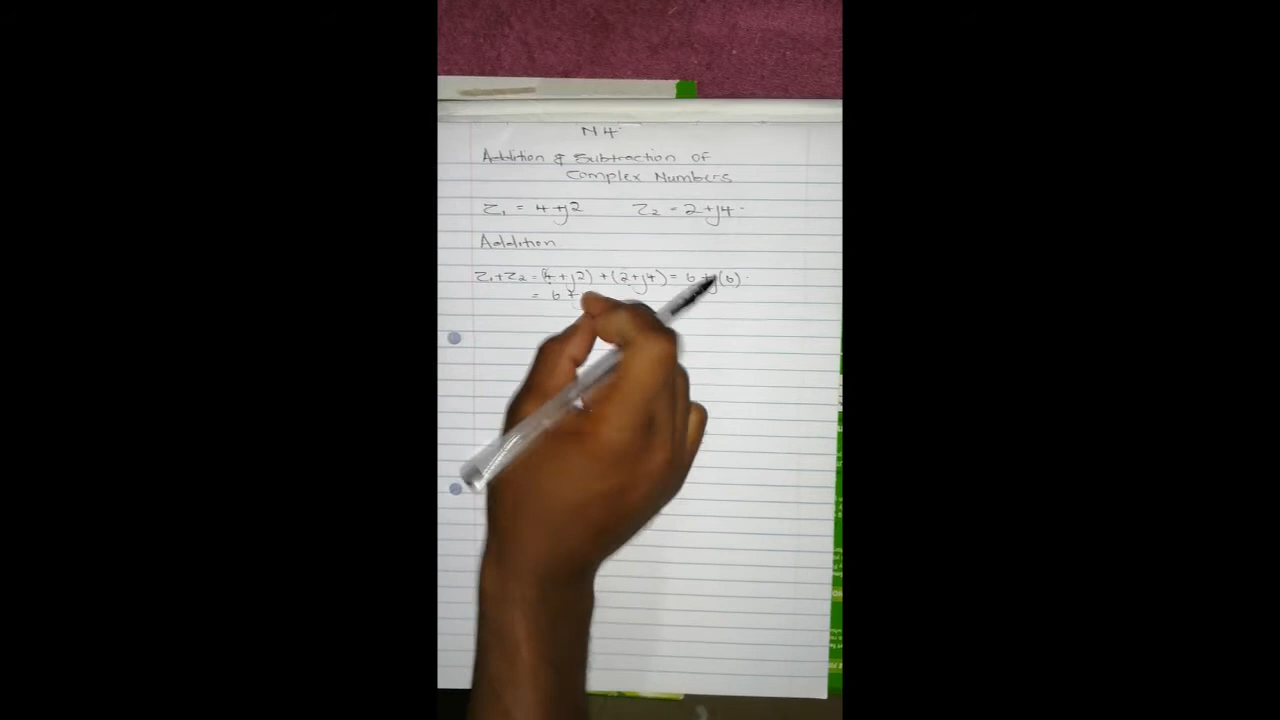 N4
Addition & Subtraction of
Complex Numbers
Z₁ = 4+j2 Z₂ = 2+j4
Addition
Z₁+Z₂ = (4+j2) + (2+j4) = 6 + j(6)
= 6 +